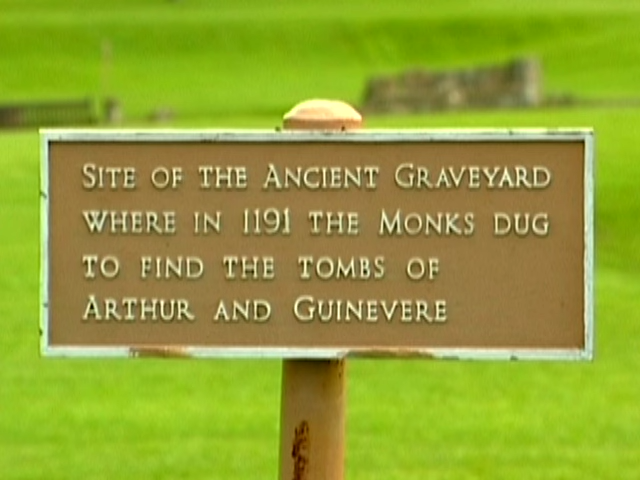 Site of the Ancient Graveyard
where in 1191 the Monks dug
to find the tombs of
Arthur and Guinevere